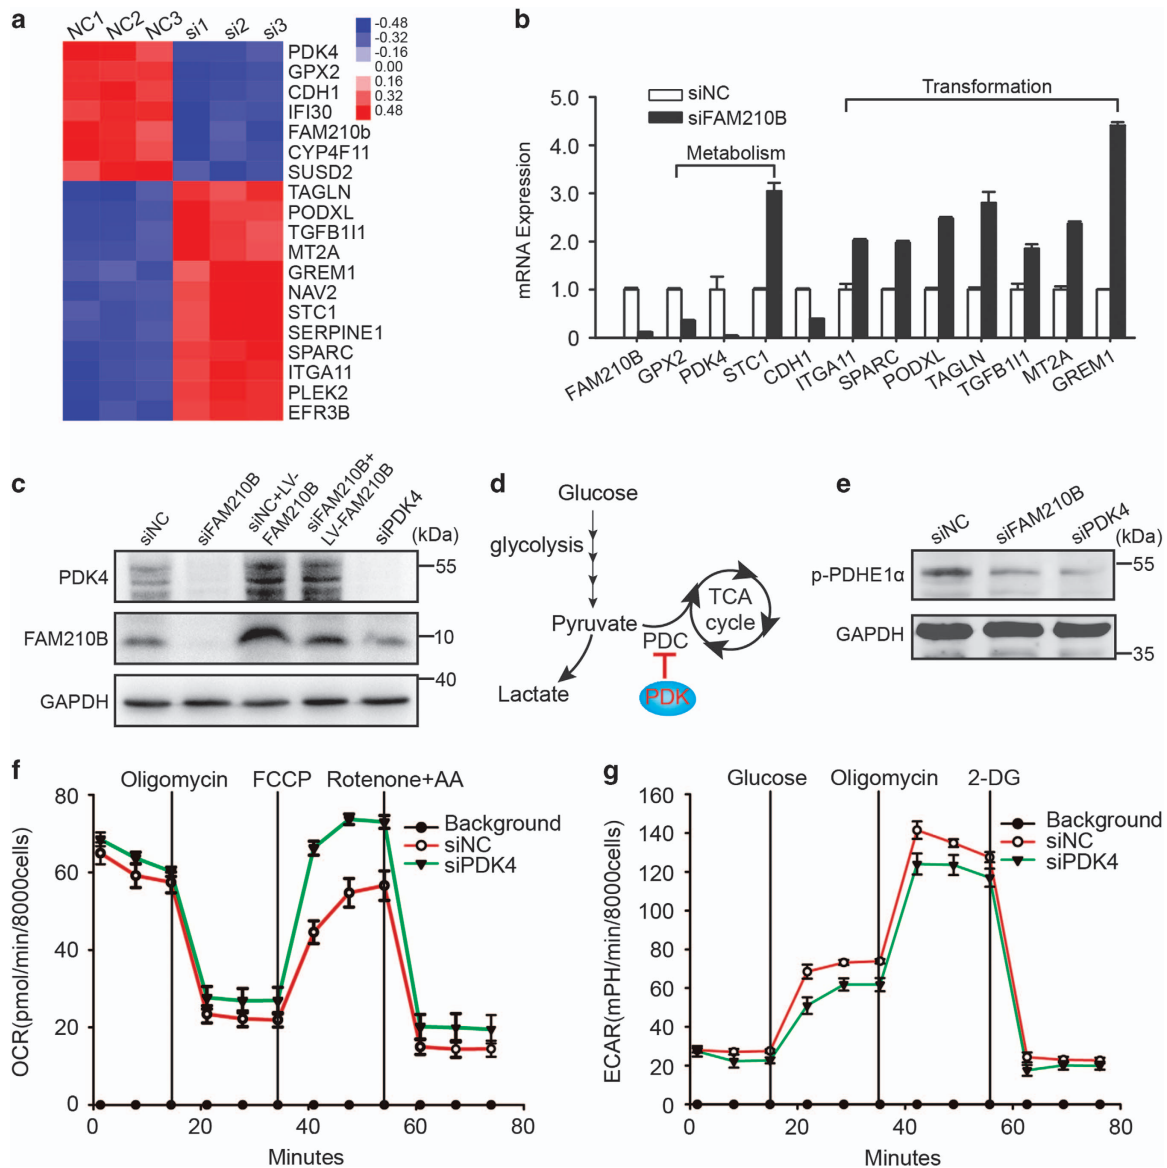 a
NC1 NC2 NC3 si1 si2 si3
-0.48
-0.32
-0.16
0.00
0.16
0.32
0.48
PDK4
GPX2
CDH1
IFI30
FAM210b
CYP4F11
SUSD2
TAGLN
PODXL
TGFB1I1
MT2A
GREM1
NAV2
STC1
SERPINE1
SPARC
ITGA11
PLEK2
EFR3B
b
siNC
siFAM210B
Transformation
Metabolism
mRNA Expression
5.0
4.0
3.0
2.0
1.0
0
FAM210B GPX2 PDK4 STC1 CDH1 ITGA11 SPARC PODXL TAGLN TGFB1I1 MT2A GREM1
c
siNC
siFAM210B
siNC+LV-
FAM210B
siFAM210B+
LV-FAM210B
siPDK4
(kDa)
PDK4
55
FAM210B
10
40
GAPDH
d
Glucose
glycolysis
Pyruvate
PDC
TCA
cycle
Lactate
PDK
e
siNC
siFAM210B
siPDK4
(kDa)
p-PDHE1α
55
GAPDH
35
f
Oligomycin FCCP Rotenone+AA
Background
siNC
siPDK4
OCR(pmol/min/8000cells)
80
60
40
20
0
0 20 40 60 80
Minutes
g
Glucose Oligomycin 2-DG
Background
siNC
siPDK4
ECAR(mPH/min/8000cells)
160
140
120
100
80
60
40
20
0
0 20 40 60 80
Minutes